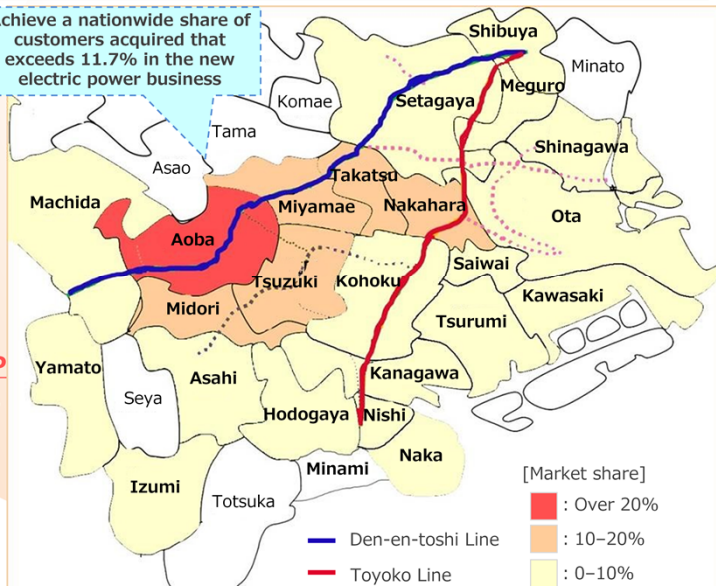 chieve a nationwide share of
customers acquired that
exceeds 11.7% in the new
electric power business
Shibuya
Minato
Meguro
Komae
Setagaya
Tama
Shinagawa
Asao
Takatsu
Machida
Miyamae
Nakahara
Ota
Aoba
Saiwai
Tsuzuki
Kohoku
Kawasaki
Midori
Tsurumi
Yamato
Asahi
Kanagawa
Seya
Hodogaya
Nishi
Naka
Minami
Izumi
Totsuka
[Market share]
: Over 20%
: 10–20%
: 0–10%
Den-en-toshi Line
Toyoko Line